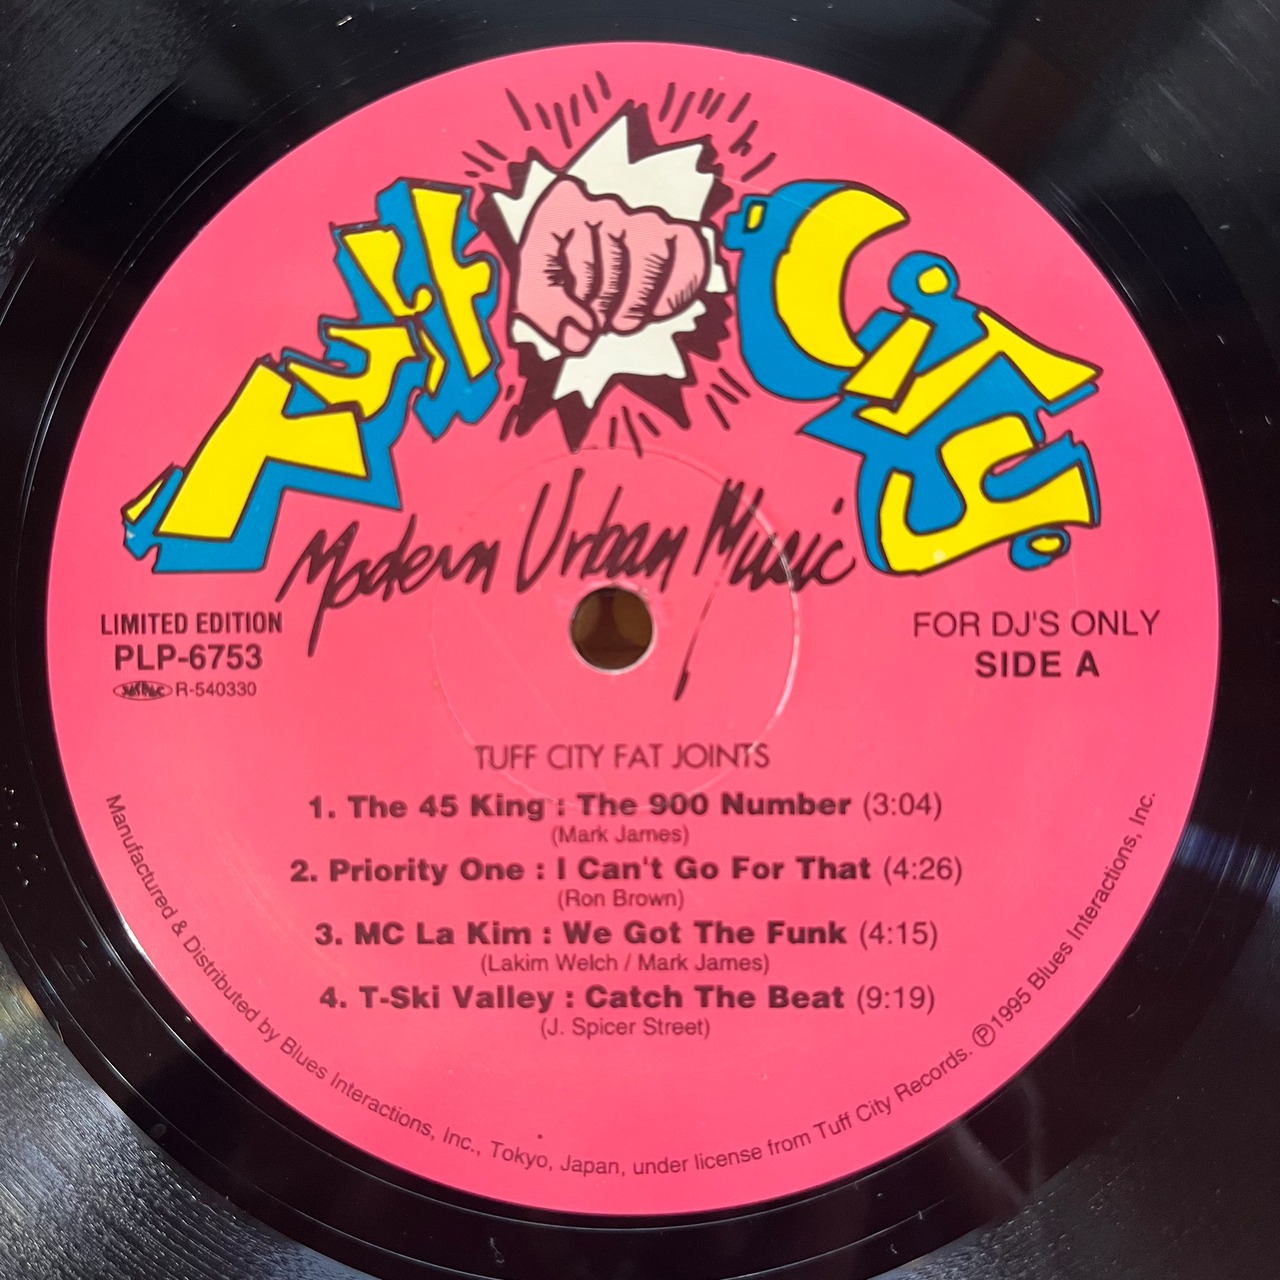 Tuff City
Modern Urban Music
LIMITED EDITION
PLP-6753
R-540330
FOR DJ'S ONLY
SIDE A
TUFF CITY FAT JOINTS
1. The 45 King : The 900 Number (3:04)
(Mark James)
2. Priority One : I Can't Go For That (4:26)
(Ron Brown)
3. MC La Kim : We Got The Funk (4:15)
(Lakim Welch / Mark James)
4. T-Ski Valley : Catch The Beat (9:19)
(J. Spicer Street)
Manufactured & Distributed by Blues Interactions, Inc., Tokyo, Japan, under license from Tuff City Records. ℗1995 Blues Interactions, Inc.